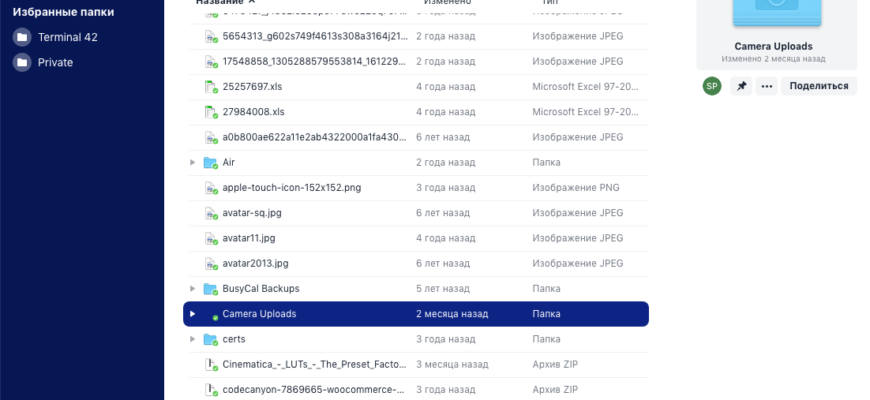 Избранные папки
Terminal 42
Private
Название Изменено Тип
5654313_g602s749f4613s308a3164j21... 2 года назад Изображение JPEG
17548858_1305288579553814_161229... 2 года назад Изображение JPEG
25257697.xls 4 года назад Microsoft Excel 97-20...
27984008.xls 4 года назад Microsoft Excel 97-20...
a0b800ae622a11e2ab4322000a1fa430... 6 лет назад Изображение JPEG
Air 2 года назад Папка
apple-touch-icon-152x152.png 3 года назад Изображение PNG
avatar-sq.jpg 6 лет назад Изображение JPEG
avatar11.jpg 4 года назад Изображение JPEG
avatar2013.jpg 6 лет назад Изображение JPEG
BusyCal Backups 5 лет назад Папка
Camera Uploads 2 месяца назад Папка
certs 3 года назад Папка
Cinematica_-_LUTs_-_The_Preset_Facto... 3 месяца назад Архив ZIP
codecanyon-7869665-woocommerce-... 3 года назад Архив ZIP
Camera Uploads
Изменено 2 месяца назад
SP
Поделиться